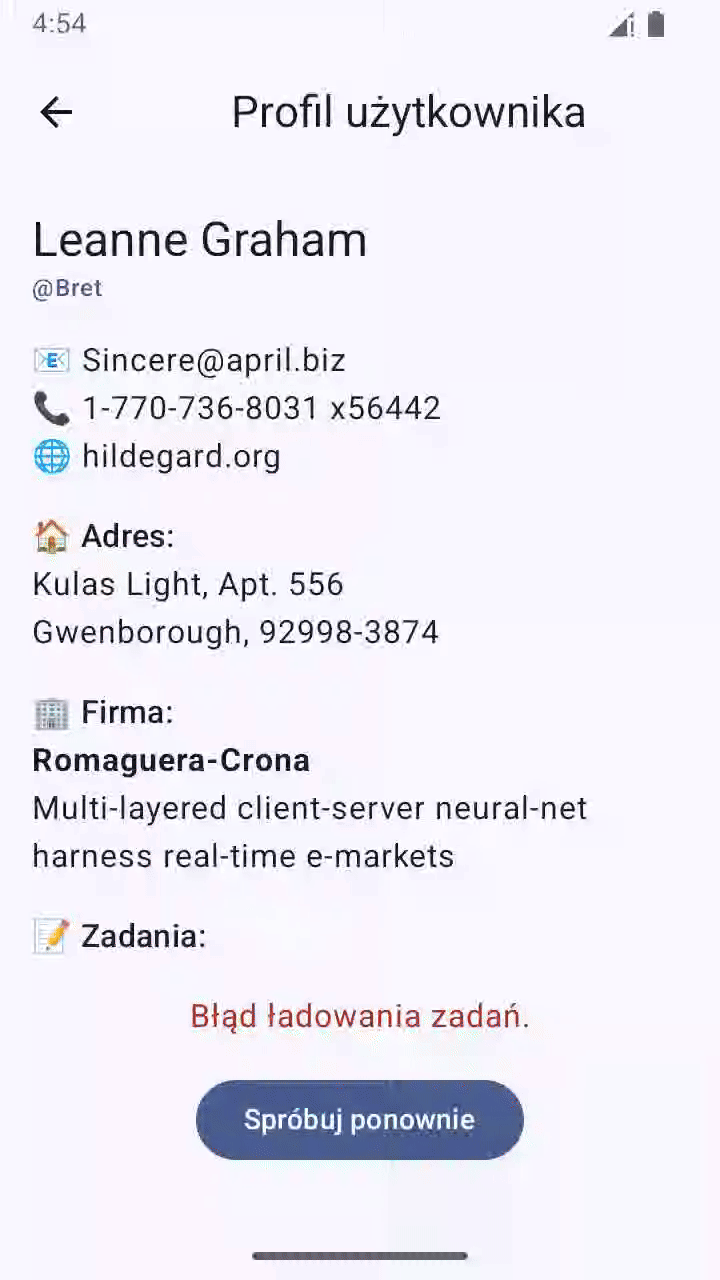 4:54
Profil użytkownika
Leanne Graham
@Bret
Sincere@april.biz
1-770-736-8031 x56442
hildegard.org
Adres:
Kulas Light, Apt. 556
Gwenborough, 92998-3874
Firma:
Romaguera-Crona
Multi-layered client-server neural-net
harness real-time e-markets
Zadania:
Błąd ładowania zadań.
Spróbuj ponownie